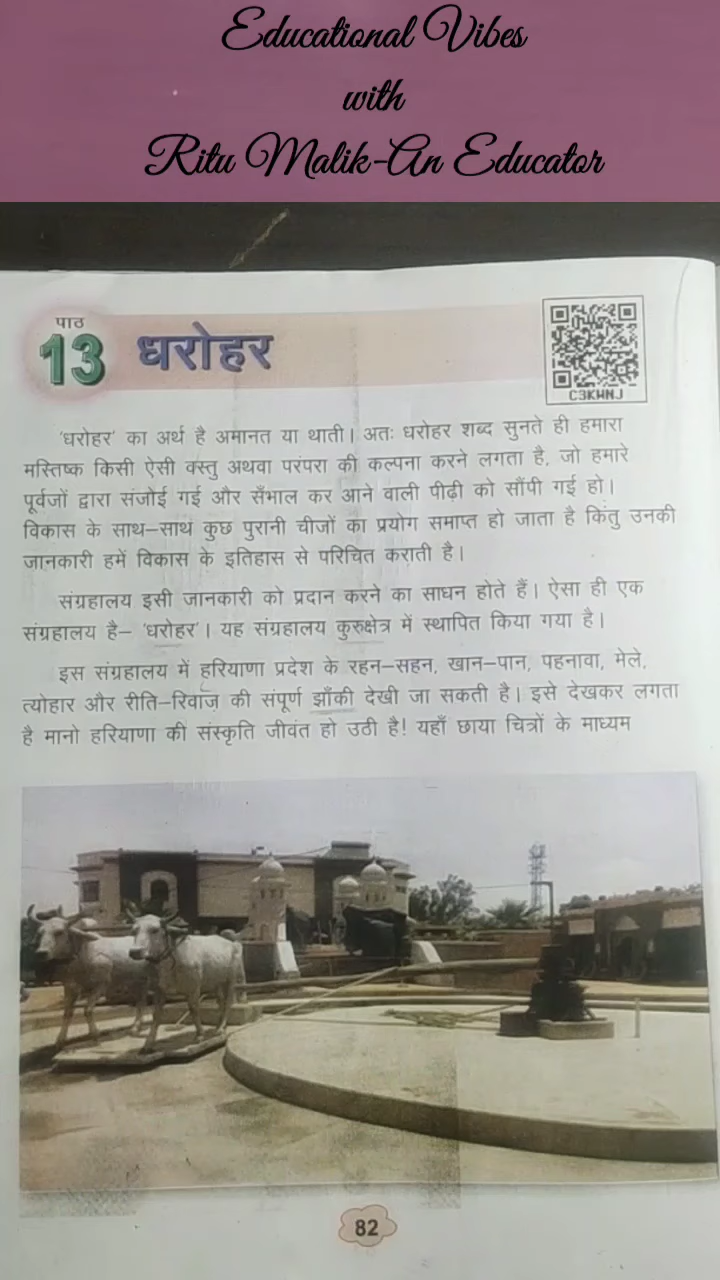 Educational Vibes
with
Ritu Malik-An Educator
पाठ
13 धरोहर
C3KWNJ
'धरोहर' का अर्थ है अमानत या थाती। अतः धरोहर शब्द सुनते ही हमारा
मस्तिष्क किसी ऐसी वस्तु अथवा परंपरा की कल्पना करने लगता है, जो हमारे
पूर्वजों द्वारा संजोई गई और सँभाल कर आने वाली पीढ़ी को सौंपी गई हो।
विकास के साथ-साथ कुछ पुरानी चीजों का प्रयोग समाप्त हो जाता है किंतु उनकी
जानकारी हमें विकास के इतिहास से परिचित कराती है।
संग्रहालय इसी जानकारी को प्रदान करने का साधन होते हैं। ऐसा ही एक
संग्रहालय है– 'धरोहर'। यह संग्रहालय कुरुक्षेत्र में स्थापित किया गया है।
इस संग्रहालय में हरियाणा प्रदेश के रहन-सहन, खान-पान, पहनावा, मेले,
त्योहार और रीति-रिवाज़ की संपूर्ण झाँकी देखी जा सकती है। इसे देखकर लगता
है मानो हरियाणा की संस्कृति जीवंत हो उठी है! यहाँ छाया चित्रों के माध्यम
82